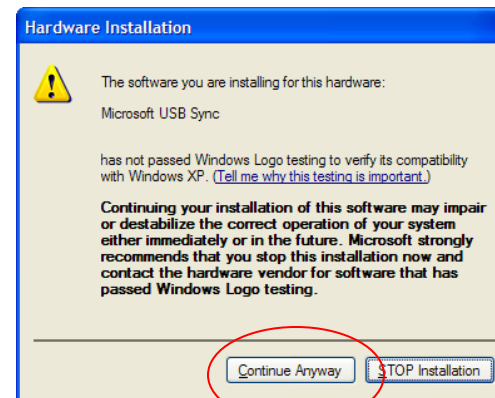 Hardware Installation
The software you are installing for this hardware:
Microsoft USB Sync
has not passed Windows Logo testing to verify its compatibility
with Windows XP. (Tell me why this testing is important.)
Continuing your installation of this software may impair
or destabilize the correct operation of your system
either immediately or in the future. Microsoft strongly
recommends that you stop this installation now and
contact the hardware vendor for software that has
passed Windows Logo testing.
Continue Anyway STOP Installation